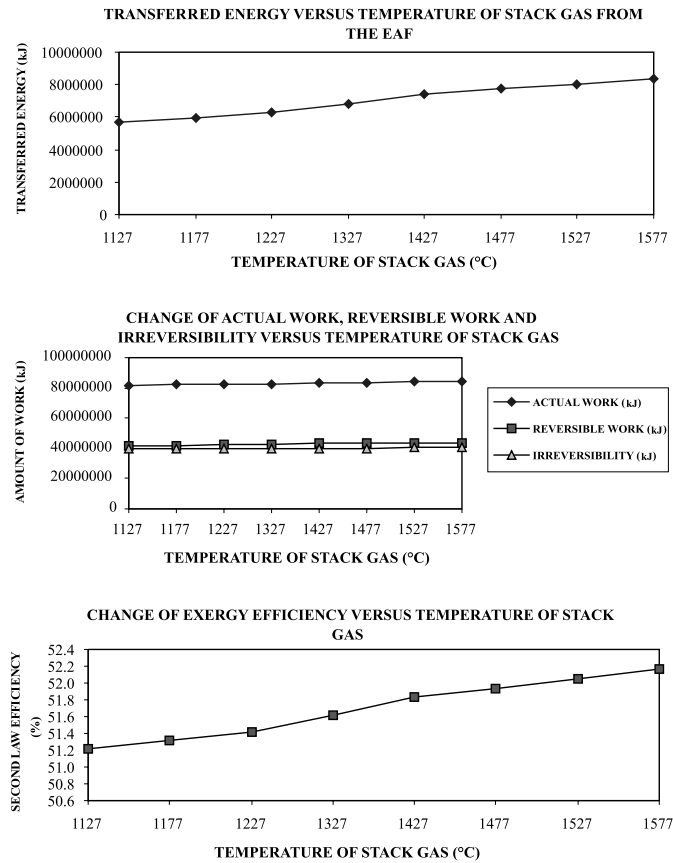 TRANSFERRED ENERGY VERSUS TEMPERATURE OF STACK GAS FROM
THE EAF
TRANSFERRED ENERGY (kJ)
10000000
8000000
6000000
4000000
2000000
0
1127 1177 1227 1327 1427 1477 1527 1577
TEMPERATURE OF STACK GAS (°C)
CHANGE OF ACTUAL WORK, REVERSIBLE WORK AND
IRREVERSIBILITY VERSUS TEMPERATURE OF STACK GAS
AMOUNT OF WORK (kJ)
100000000
80000000
60000000
40000000
20000000
0
1127 1177 1227 1327 1427 1477 1527 1577
TEMPERATURE OF STACK GAS (°C)
ACTUAL WORK (kJ)
REVERSIBLE WORK (kJ)
IRREVERSIBILITY (kJ)
CHANGE OF EXERGY EFFICIENCY VERSUS TEMPERATURE OF STACK
GAS
SECOND LAW EFFICIENCY
(%)
52.4
52.2
52.0
51.8
51.6
51.4
51.2
51.0
50.8
50.6
1127 1177 1227 1327 1427 1477 1527 1577
TEMPERATURE OF STACK GAS (°C)